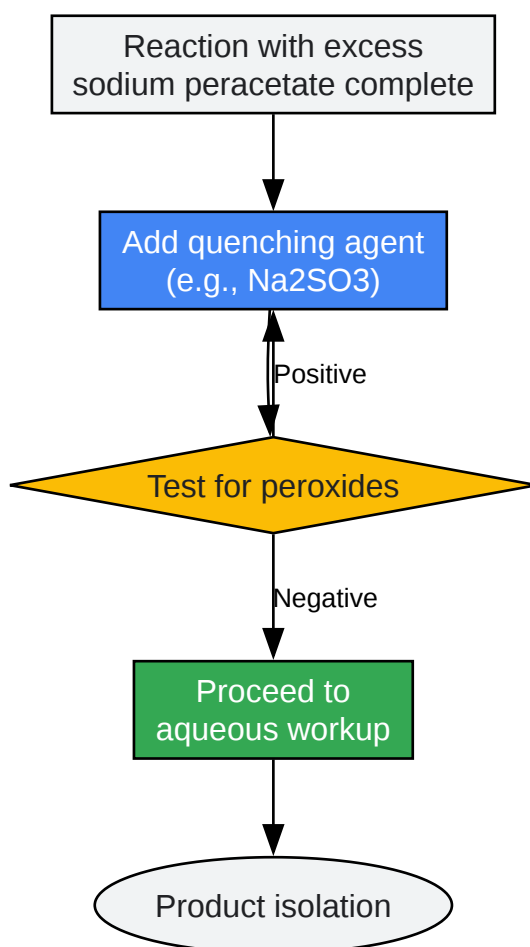 Reaction with excess
sodium peracetate complete
Add quenching agent
(e.g., Na2SO3)
Positive
Test for peroxides
Negative
Proceed to
aqueous workup
Product isolation